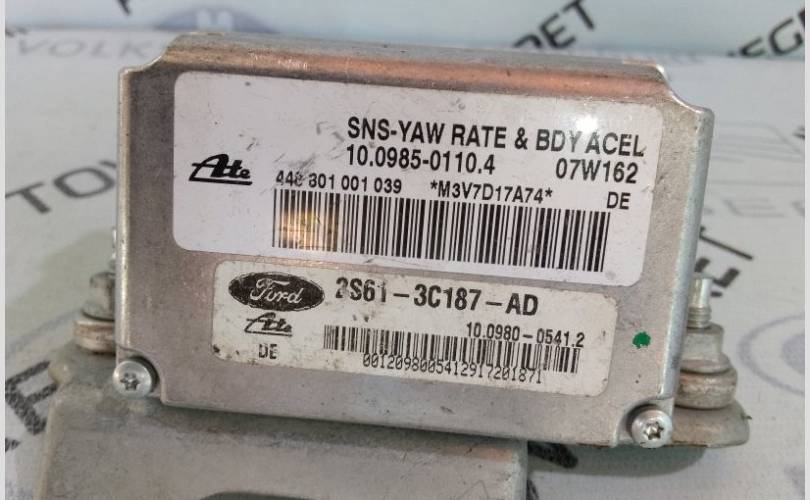 SNS-YAW RATE & BDY ACEL
10.0985-0110.4 07W162
Ate
448 301 001 039 *M3V7D17A74* DE
Ford
2S61-3C187-AD
Ate
10.0980-0541.2
DE
0012098005412917201871